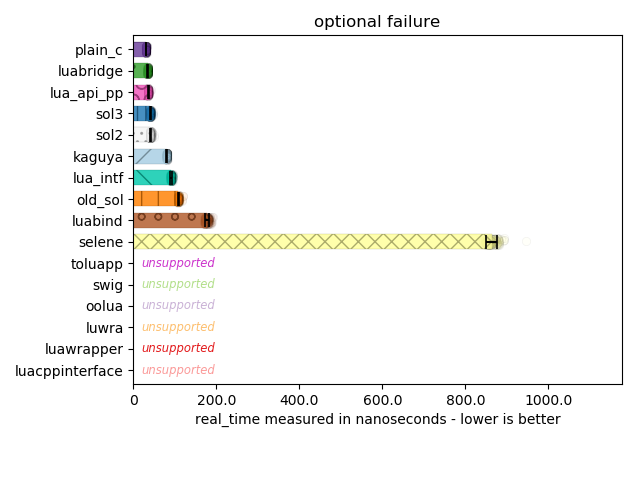 optional failure
plain_c
luabridge
lua_api_pp
sol3
sol2
kaguya
lua_intf
old_sol
luabind
selene
toluapp unsupported
swig unsupported
oolua unsupported
luwra unsupported
luawrapper unsupported
luacppinterface unsupported
0 200.0 400.0 600.0 800.0 1000.0
real_time measured in nanoseconds - lower is better